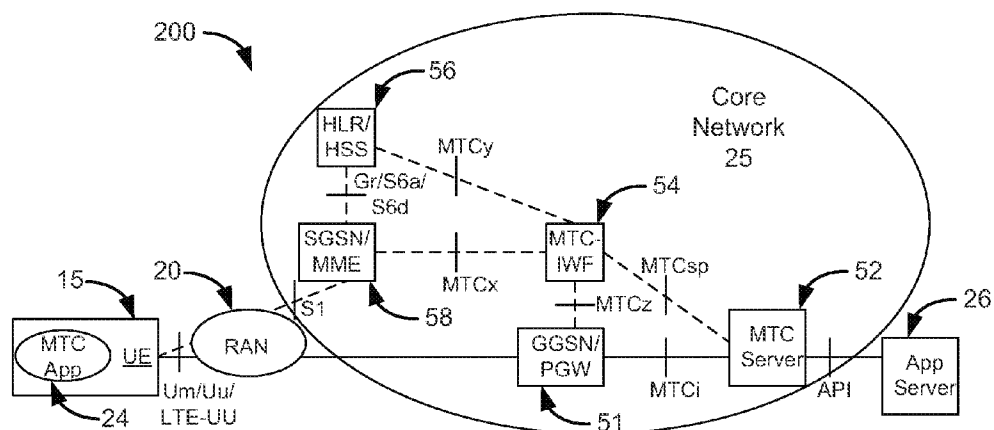 200
56
HLR/
HSS
Core
Network
25
MTCy
Gr/S6a/
S6d
54
SGSN/
MME
MTC-
IWF
MTCx
MTCsp
52
15
20
S1
58
MTCz
26
MTC
App
UE
RAN
GGSN/
PGW
MTC
Server
App
Server
Um/Uu/
LTE-UU
MTCi
API
24
51